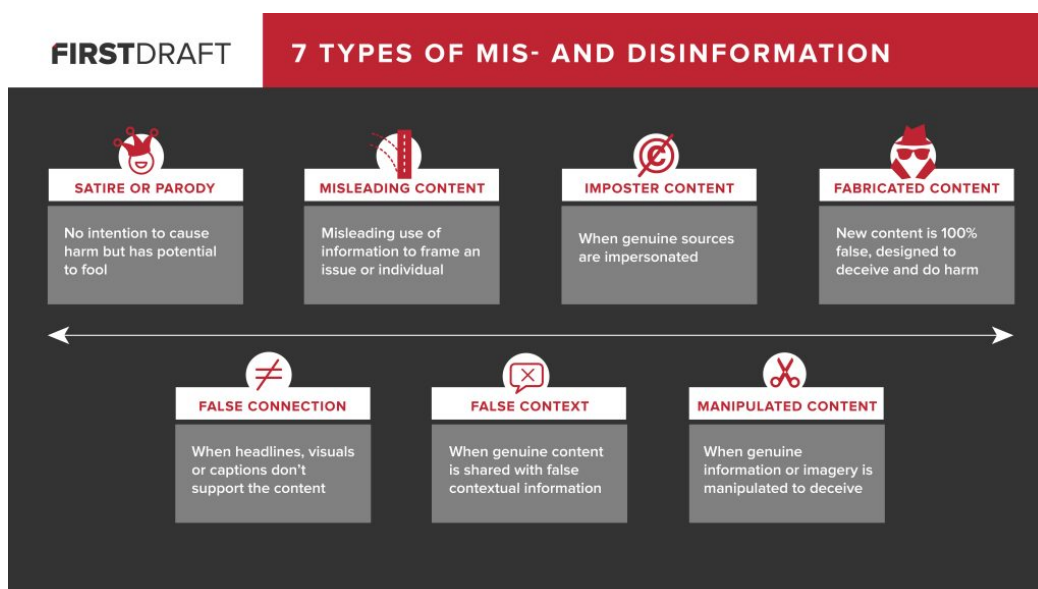 FIRSTDRAFT
7 TYPES OF MIS- AND DISINFORMATION
SATIRE OR PARODY
No intention to cause
harm but has potential
to fool
MISLEADING CONTENT
Misleading use of
information to frame an
issue or individual
IMPOSTER CONTENT
When genuine sources
are impersonated
FABRICATED CONTENT
New content is 100%
false, designed to
deceive and do harm
FALSE CONNECTION
When headlines, visuals
or captions don't
support the content
FALSE CONTEXT
When genuine content
is shared with false
contextual information
MANIPULATED CONTENT
When genuine
information or imagery is
manipulated to deceive